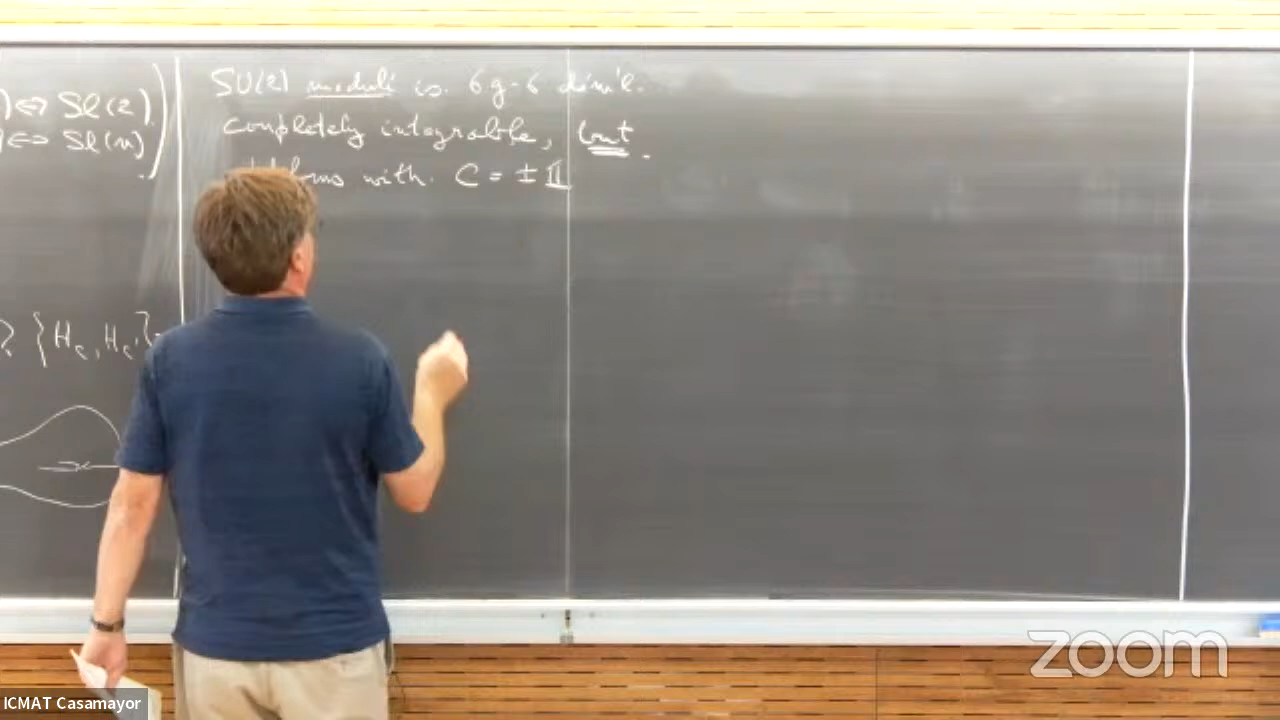 ) ⇔ Sl(2)
) ⇔ Sl(n)
? {H_c, H_c'}
SU(2) moduli is 6g-6 dim'l.
completely integrable, but
with C = ± 𝟙
zoom
ICMAT Casamayor